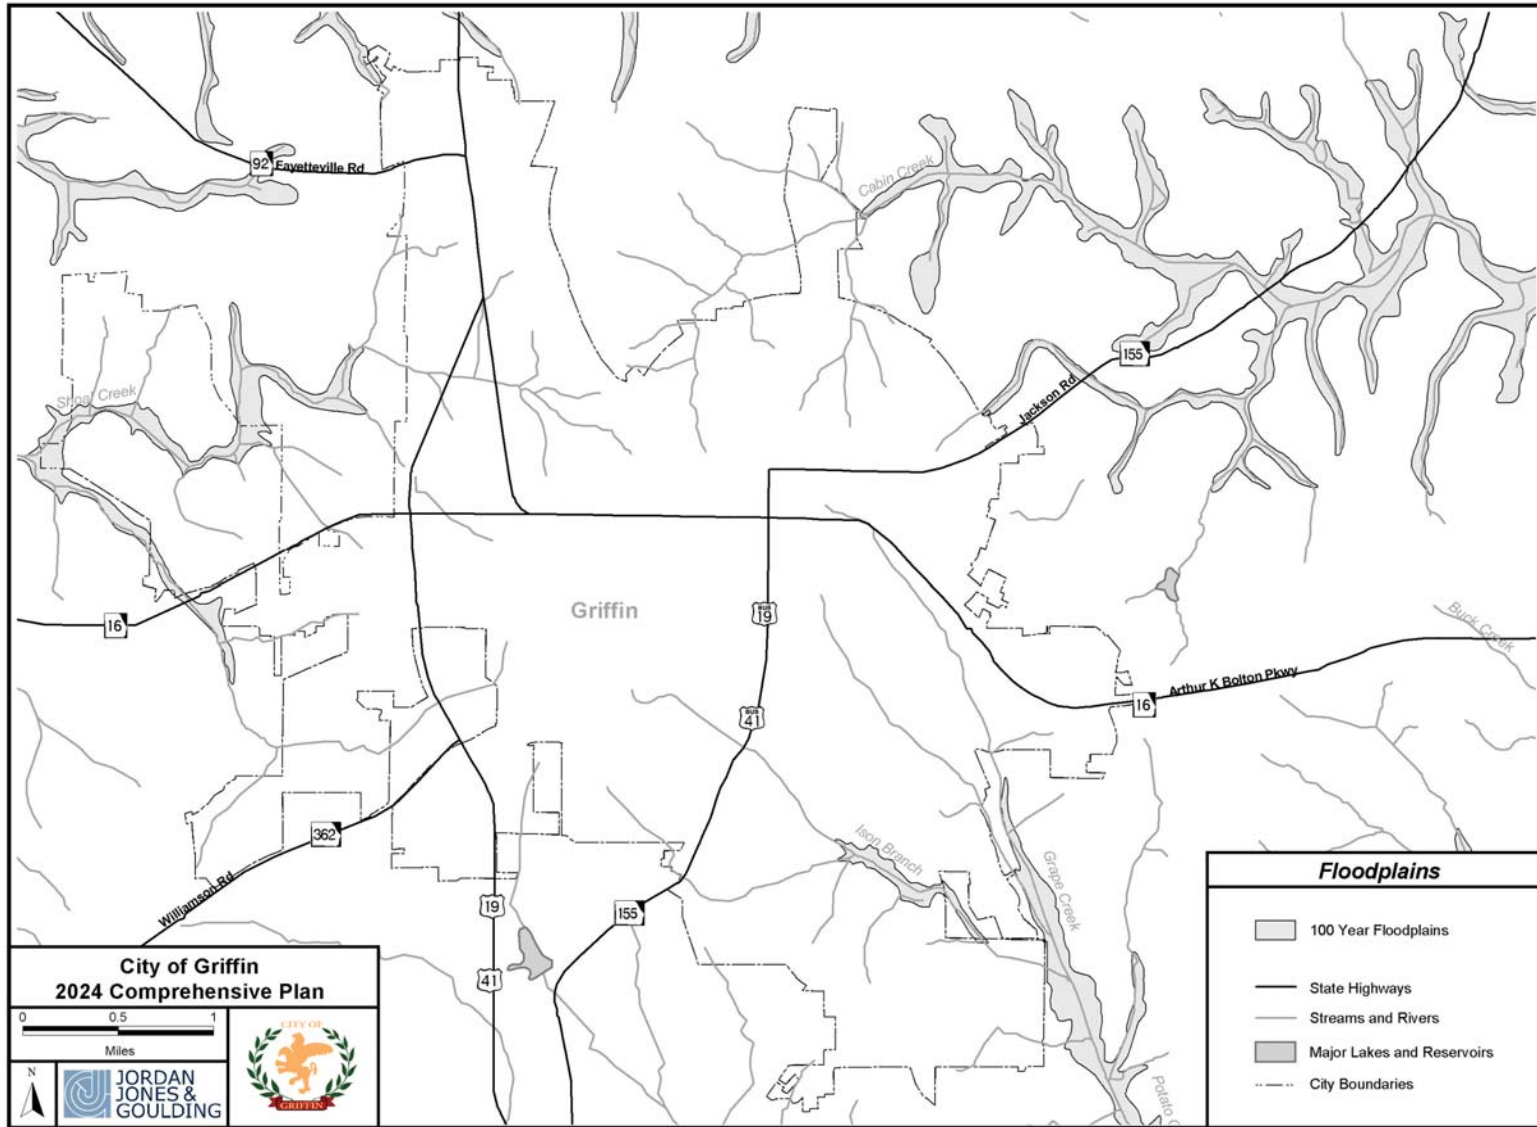 92
Fayetteville Rd
Cabin Creek
155
Jackson Rd
Shoal Creek
Griffin
BUS
19
16
Buck Creek
Arthur K Bolton Pkwy
16
BUS
41
362
Williamson Rd
Ison Branch
Grape Creek
19
155
41
Potato
Floodplains
100 Year Floodplains
State Highways
Streams and Rivers
Major Lakes and Reservoirs
City Boundaries
City of Griffin
2024 Comprehensive Plan
0 0.5 1
Miles
N
JORDAN
JONES &
GOULDING
CITY OF
GRIFFIN